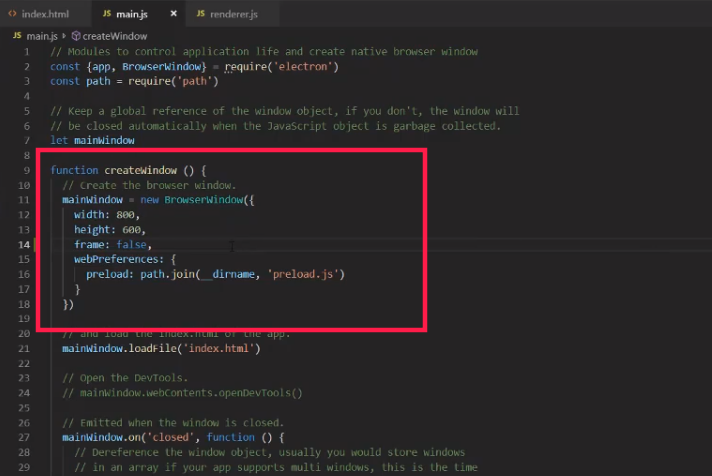 index.html JS main.js × JS renderer.js
JS main.js > createWindow
1 // Modules to control application life and create native browser window
2 const {app, BrowserWindow} = require('electron')
3 const path = require('path')
4
5 // Keep a global reference of the window object, if you don't, the window will
6 // be closed automatically when the JavaScript object is garbage collected.
7 let mainWindow
8
9 function createWindow () {
10 // Create the browser window.
11 mainWindow = new BrowserWindow({
12 width: 800,
13 height: 600,
14 frame: false,
15 webPreferences: {
16 preload: path.join(__dirname, 'preload.js')
17 }
18 })
19
20 // and load the index.html of the app.
21 mainWindow.loadFile('index.html')
22
23 // Open the DevTools.
24 // mainWindow.webContents.openDevTools()
25
26 // Emitted when the window is closed.
27 mainWindow.on('closed', function () {
28 // Dereference the window object, usually you would store windows
29 // in an array if your app supports multi windows, this is the time